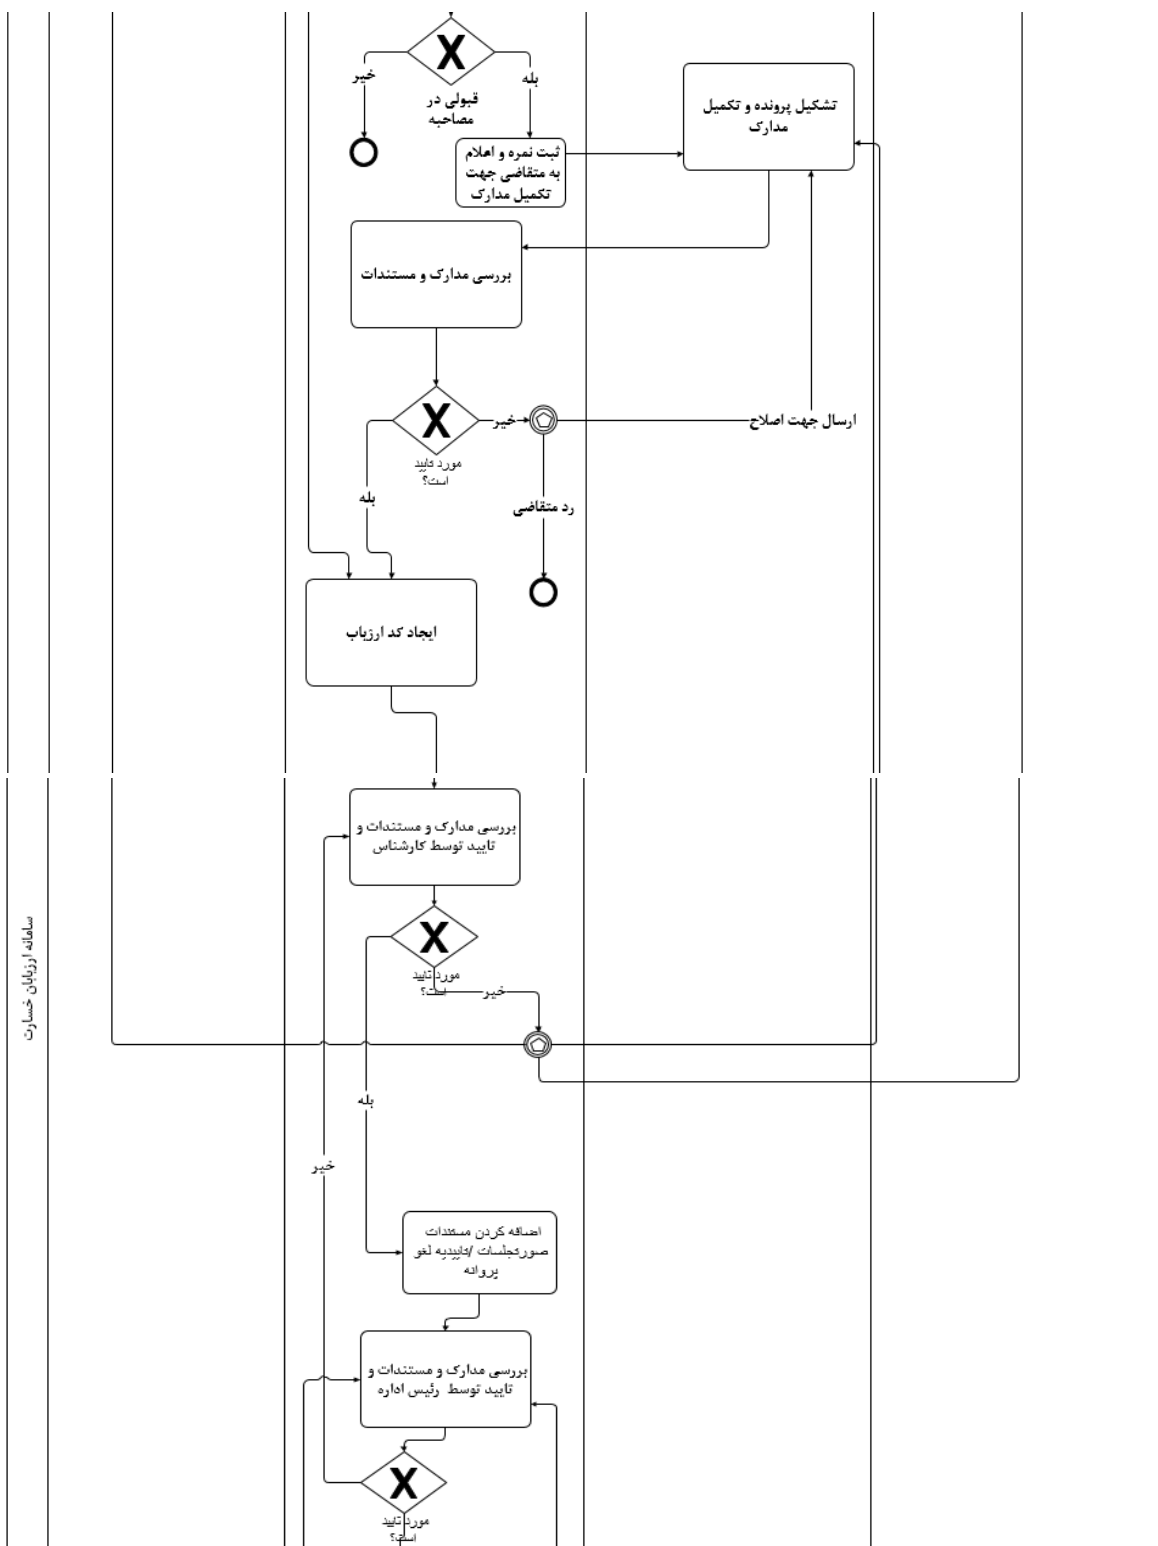 خیر
بله
قبولی در
مصاحبه
تشکیل پرونده و تکمیل
مدارک
ثبت نمره و اعلام
به متقاضی جهت
تکمیل مدارک
بررسی مدارک و مستندات
خیر
ارسال جهت اصلاح
مورد تایید
است؟
بله
رد متقاضی
ایجاد کد ارزیاب
بررسی مدارک و مستندات و
تایید توسط کارشناس
سامانه ارزیابان خسارت
مورد تایید
است؟
خیر
بله
خیر
اضافه کردن مستندات
صورتجلسات /تاییدیه لغو
پروانه
بررسی مدارک و مستندات و
تایید توسط رئیس اداره
مورد تایید
است؟